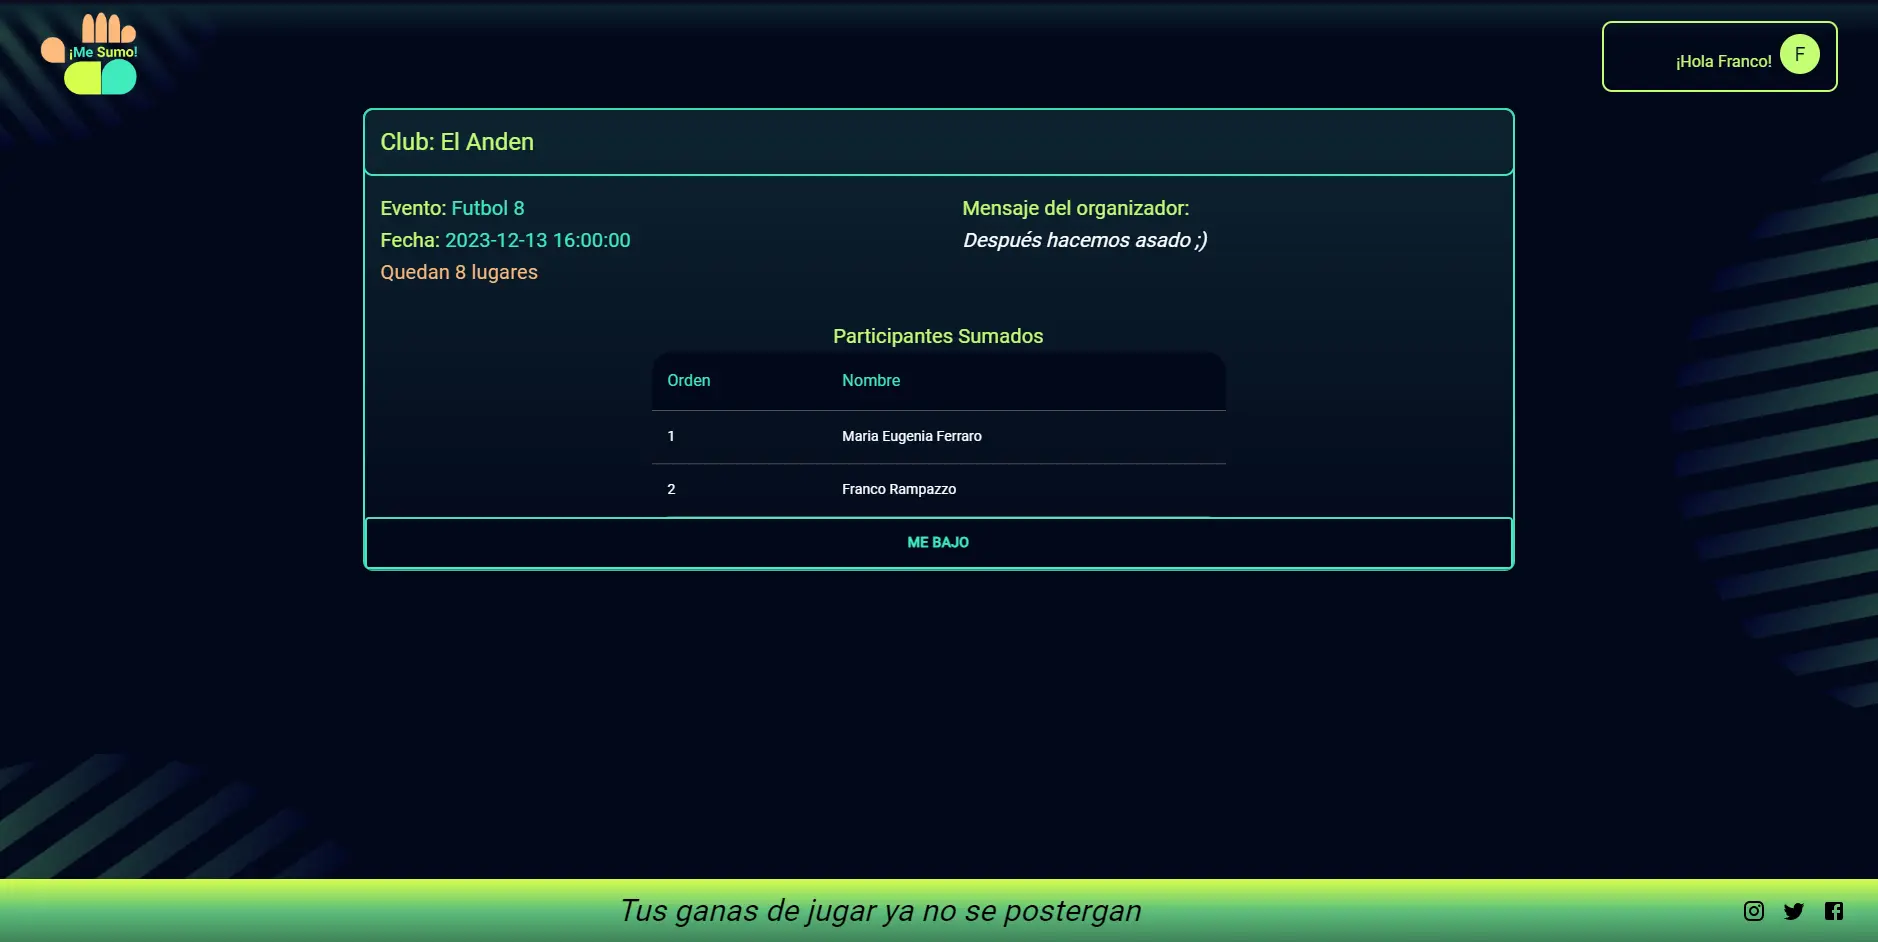 ¡Me Sumo!
¡Hola Franco! F
Club: El Anden
Evento: Futbol 8
Fecha: 2023-12-13 16:00:00
Quedan 8 lugares
Mensaje del organizador:
Después hacemos asado ;)
Participantes Sumados
Orden Nombre
1 Maria Eugenia Ferraro
2 Franco Rampazzo
ME BAJO
Tus ganas de jugar ya no se postergan